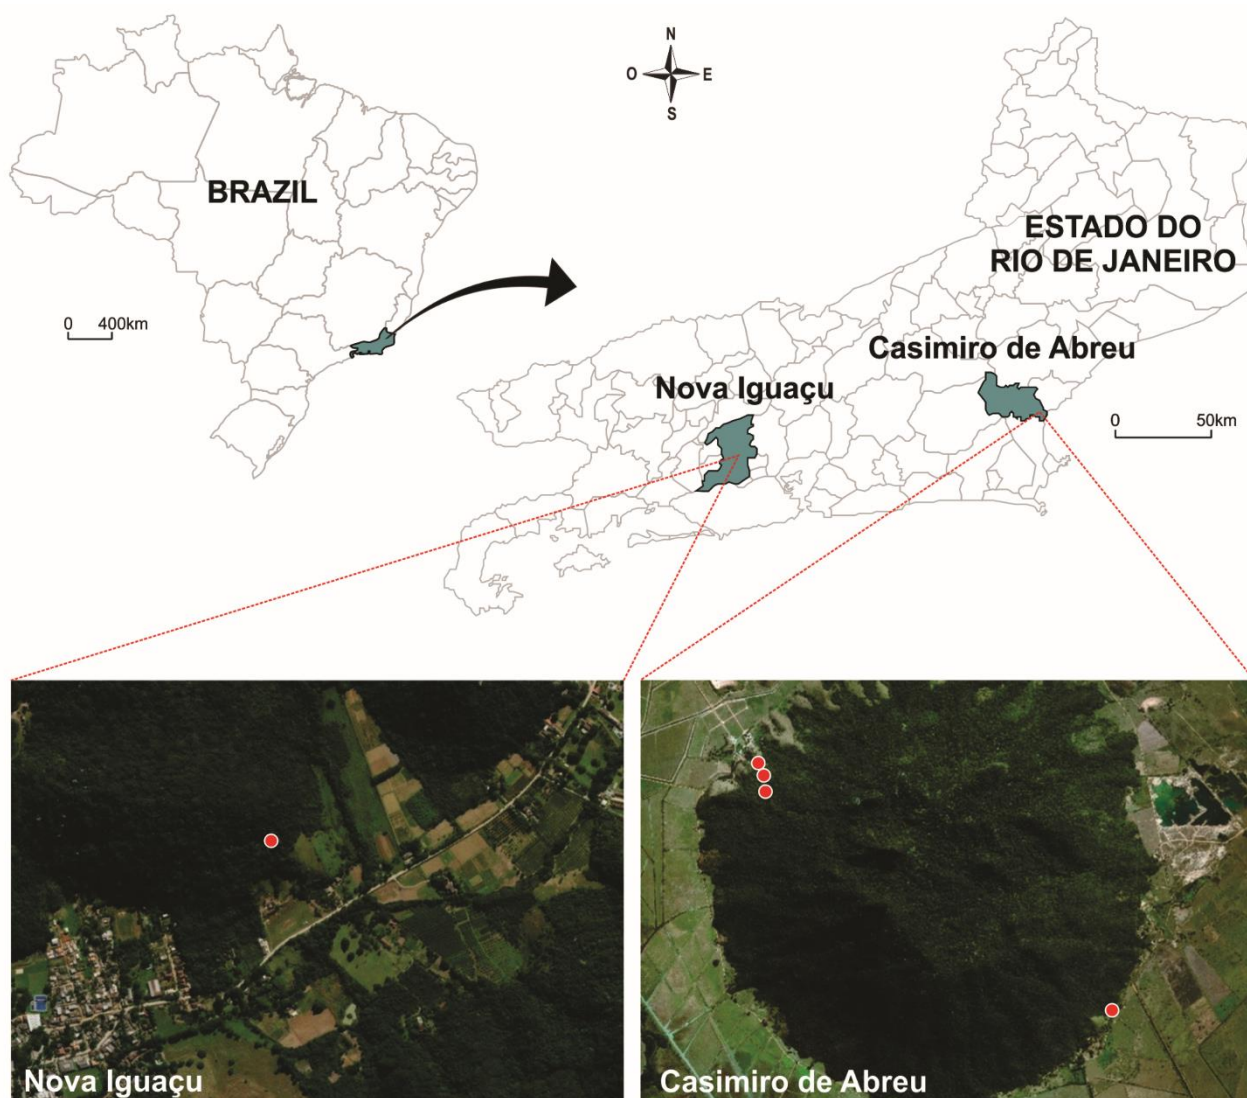 N
O E
S
BRAZIL
0 400km
ESTADO DO
RIO DE JANEIRO
Casimiro de Abreu
Nova Iguaçu
0 50km
Nova Iguaçu
Casimiro de Abreu